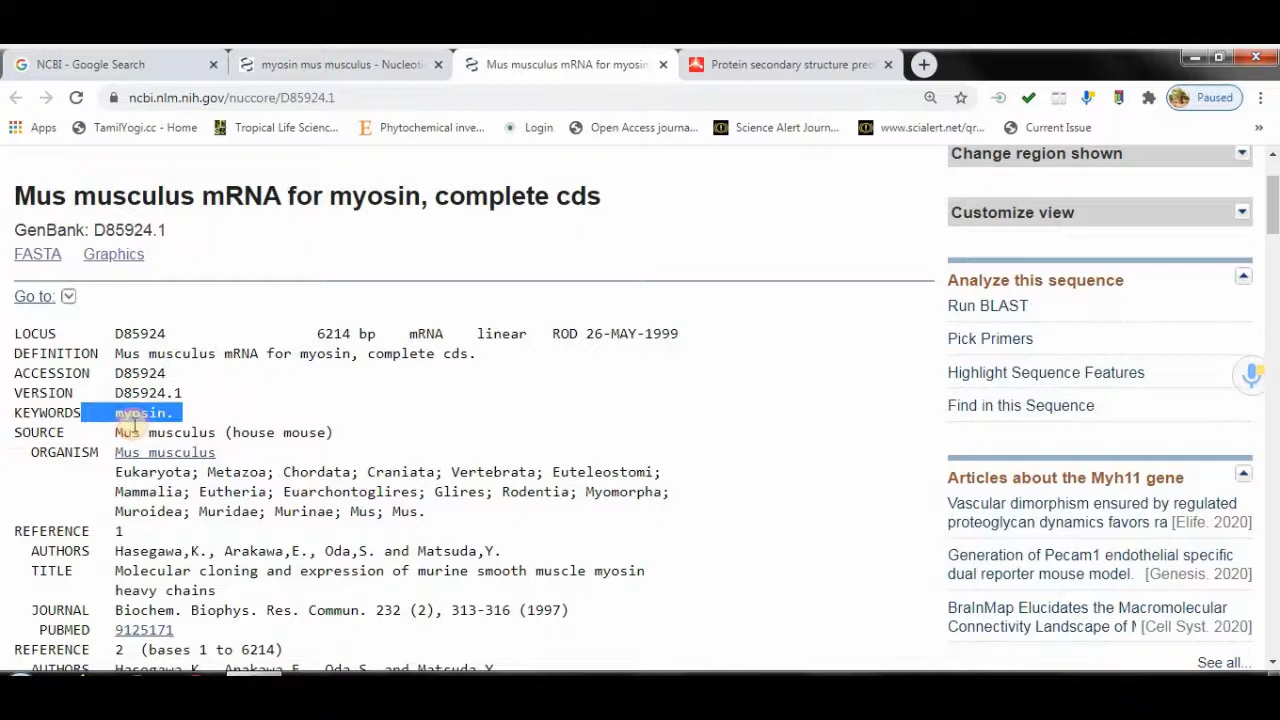 NCBI - Google Search
myosin mus musculus - Nucleot
Mus musculus mRNA for myosin
Protein secondary structure pre
ncbi.nlm.nih.gov/nuccore/D85924.1
Paused
Apps
TamilYogi.cc - Home
Tropical Life Scienc...
Phytochemical inve...
Login
Open Access journa...
Science Alert Journ...
www.scialert.net/qr...
Current Issue
»
Mus musculus mRNA for myosin, complete cds
GenBank: D85924.1
FASTA Graphics
Go to:
LOCUS D85924 6214 bp mRNA linear ROD 26-MAY-1999
DEFINITION Mus musculus mRNA for myosin, complete cds.
ACCESSION D85924
VERSION D85924.1
KEYWORDS myosin.
SOURCE Mus musculus (house mouse)
ORGANISM Mus musculus
Eukaryota; Metazoa; Chordata; Craniata; Vertebrata; Euteleostomi;
Mammalia; Eutheria; Euarchontoglires; Glires; Rodentia; Myomorpha;
Muroidea; Muridae; Murinae; Mus; Mus.
REFERENCE 1
AUTHORS Hasegawa,K., Arakawa,E., Oda,S. and Matsuda,Y.
TITLE Molecular cloning and expression of murine smooth muscle myosin
heavy chains
JOURNAL Biochem. Biophys. Res. Commun. 232 (2), 313-316 (1997)
PUBMED 9125171
REFERENCE 2 (bases 1 to 6214)
AUTHORS Hasegawa,K., Arakawa,E., Oda,S. and Matsuda,Y.
Change region shown
Customize view
Analyze this sequence
Run BLAST
Pick Primers
Highlight Sequence Features
Find in this Sequence
Articles about the Myh11 gene
Vascular dimorphism ensured by regulated
proteoglycan dynamics favors ra [Elife. 2020]
Generation of Pecam1 endothelial specific
dual reporter mouse model. [Genesis. 2020]
BrainMap Elucidates the Macromolecular
Connectivity Landscape of [Cell Syst. 2020]
See all...